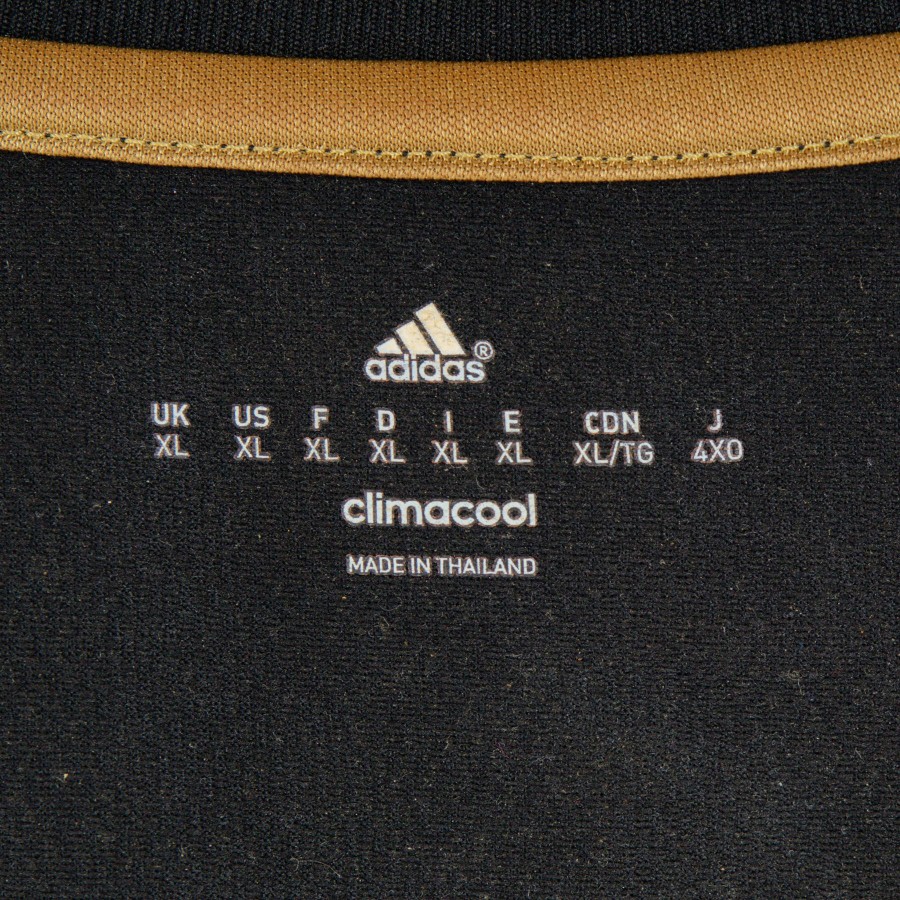 adidas®
UK US F D I E CDN J
XL XL XL XL XL XL XL/TG 4XO
climacool
MADE IN THAILAND